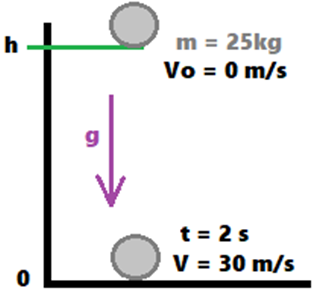 h
m = 25kg
Vo = 0 m/s
g
t = 2 s
V = 30 m/s
0